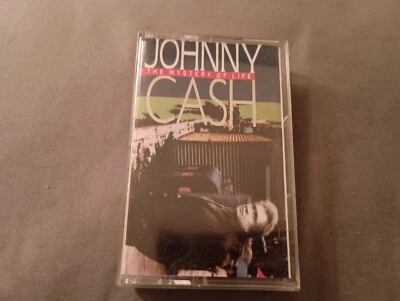 JOHNNY
THE MYSTERY OF LIFE
CASH